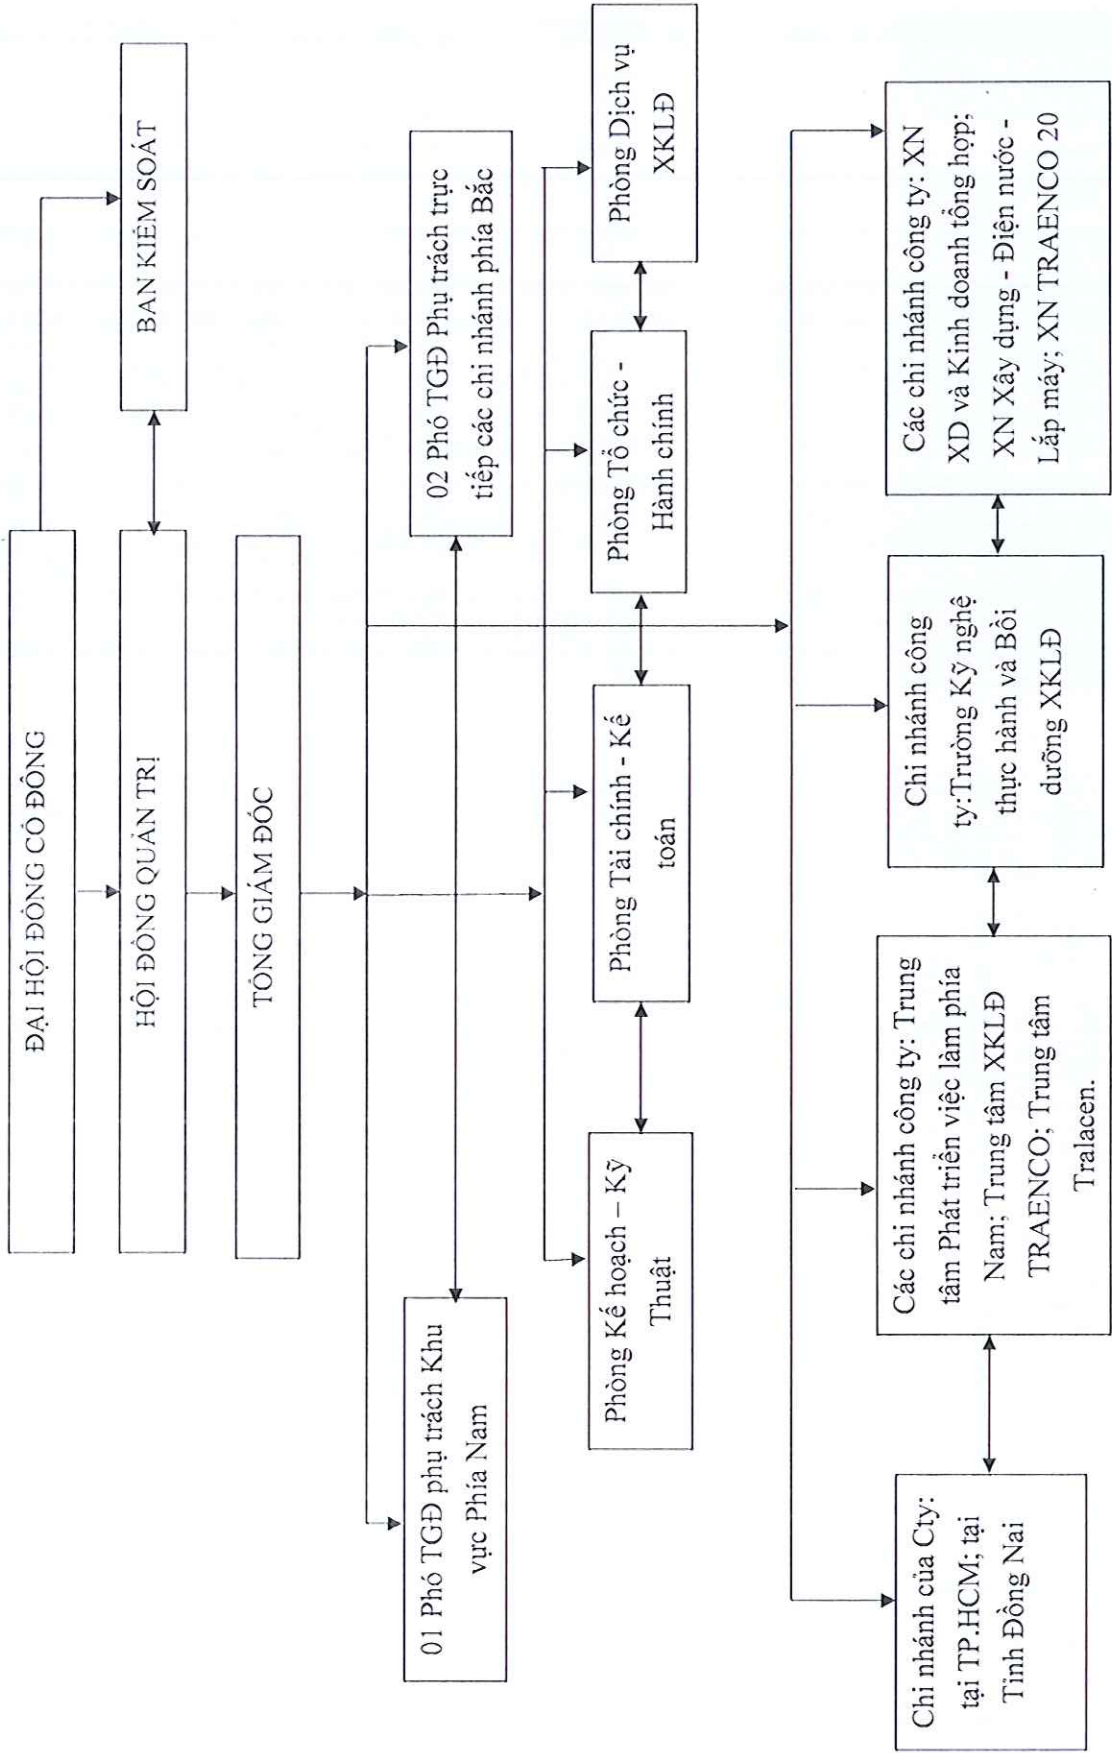 ĐẠI HỘI ĐỒNG CỔ ĐÔNG
BAN KIỂM SOÁT
HỘI ĐỒNG QUẢN TRỊ
TỔNG GIÁM ĐỐC
01 Phó TGĐ phụ trách Khu
vực Phía Nam
02 Phó TGĐ Phụ trách trực
tiếp các chi nhánh phía Bắc
Phòng Kế hoạch – Kỹ
Thuật
Phòng Tài chính - Kế
toán
Phòng Tổ chức -
Hành chính
Phòng Dịch vụ
XKLĐ
Chi nhánh của Cty:
tại TP.HCM; tại
Tỉnh Đồng Nai
Các chi nhánh công ty: Trung
tâm Phát triển việc làm phía
Nam; Trung tâm XKLĐ
TRAENCO; Trung tâm
Tralacen.
Chi nhánh công
ty:Trường Kỹ nghệ
thực hành và Bồi
dưỡng XKLĐ
Các chi nhánh công ty: XN
XD và Kinh doanh tổng hợp;
XN Xây dựng - Điện nước -
Lắp máy; XN TRAENCO 20